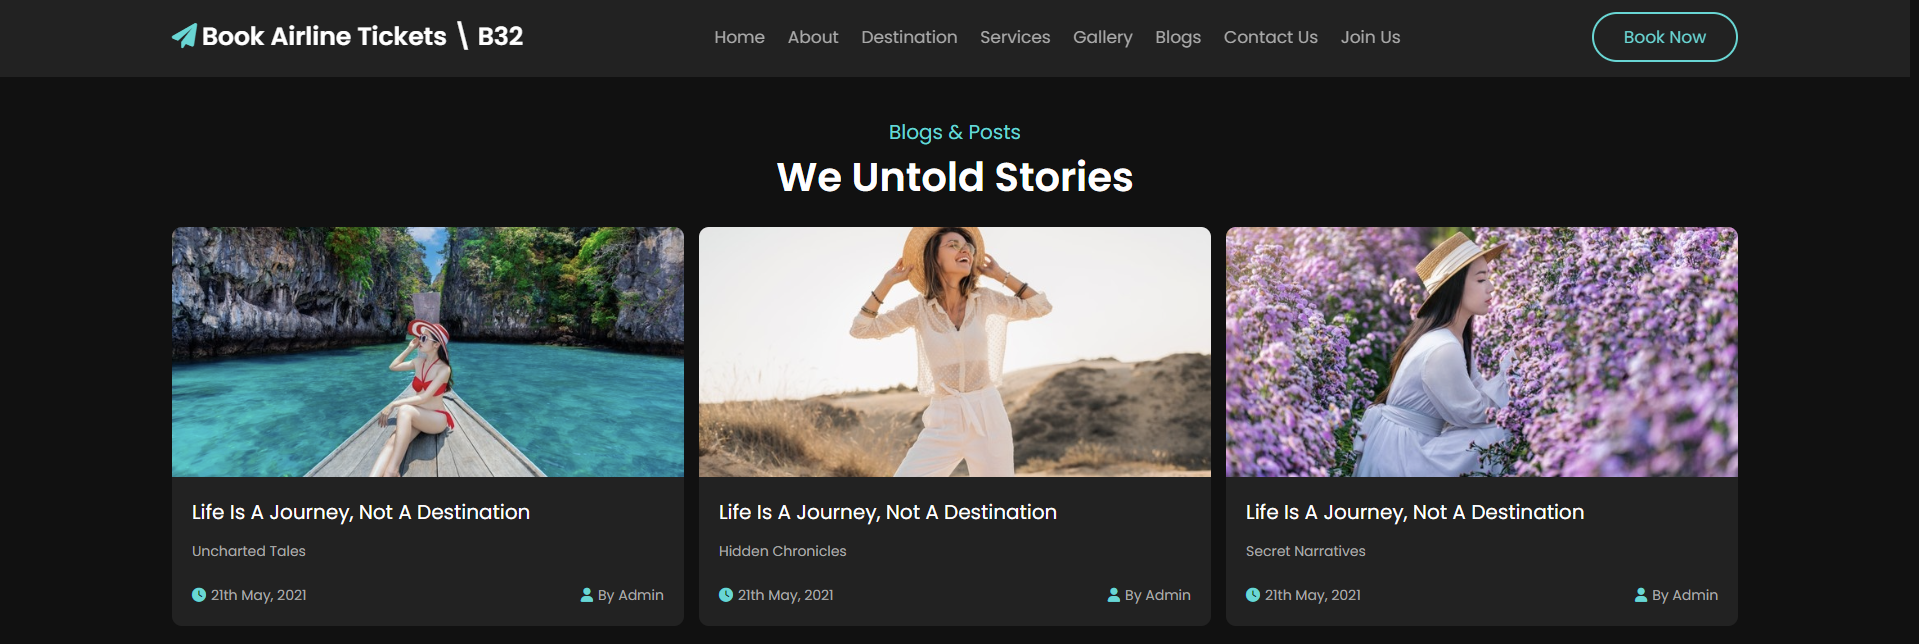 Book Airline Tickets \ B32
Home About Destination Services Gallery Blogs Contact Us Join Us
Book Now
Blogs & Posts
We Untold Stories
Life Is A Journey, Not A Destination
Uncharted Tales
21th May, 2021 By Admin
Life Is A Journey, Not A Destination
Hidden Chronicles
21th May, 2021 By Admin
Life Is A Journey, Not A Destination
Secret Narratives
21th May, 2021 By Admin